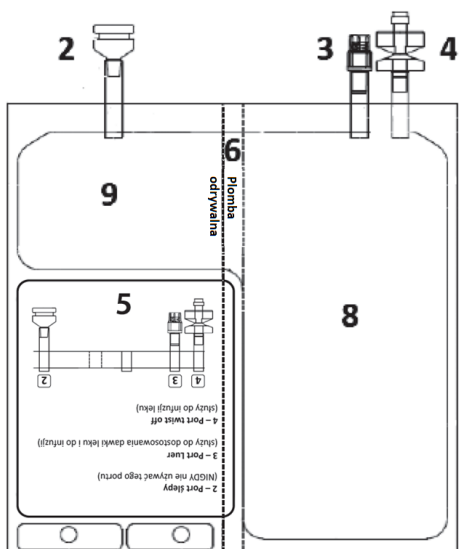 2
3
4
6
Plomba
odrywalna
9
5
8
2
3
4
2 – Port ślepy
(NIGDY nie używać tego portu)
3 – Port Luer
(służy do dostosowania dawki leku i do infuzji)
4 – Port twist off
(służy do infuzji leku)